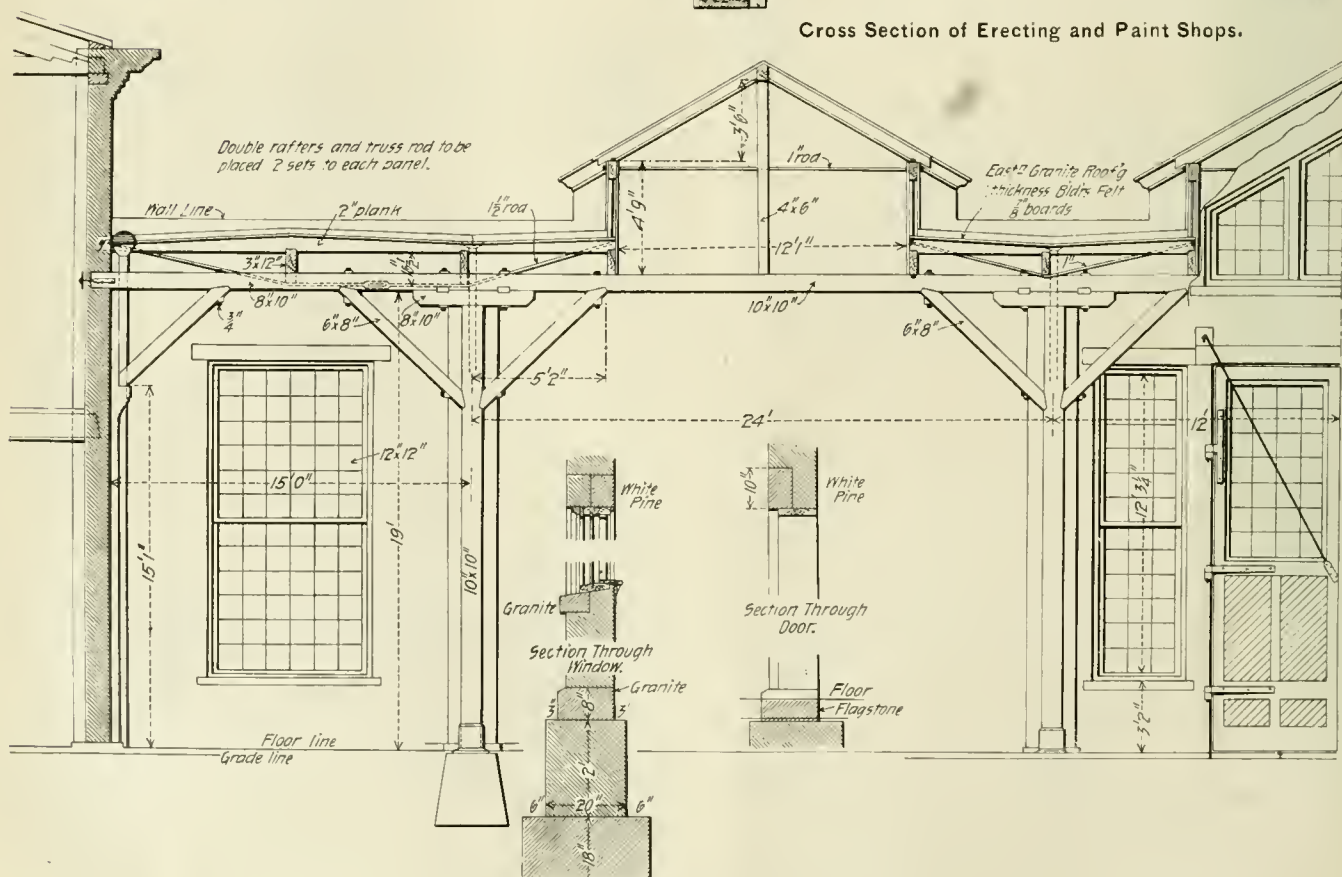 Cross Section of Erecting and Paint Shops.
Double rafters and truss rod to be
placed 2 sets to each panel.
Wall Line
2" plank
1½" rod
3'6"
1" rod
4'9"
4"x6"
12'1"
East'n Granite Roof'g
thickness Bldrs Felt
⅞" boards
3"x12"
8"x10"
¾"
6"x8"
8"x10"
10"x10"
6"x8"
1"
5'2"
24'
12'
12"x12"
15'0"
15'1"
19'
10"x10"
White
Pine
10"
White
Pine
12' 3¼"
Granite
Section Through
Window.
Section Through
Door.
Granite
3"
8"
3"
Floor
Flagstone
3'2"
Floor line
Grade line
2'
6"
20"
6"
18"